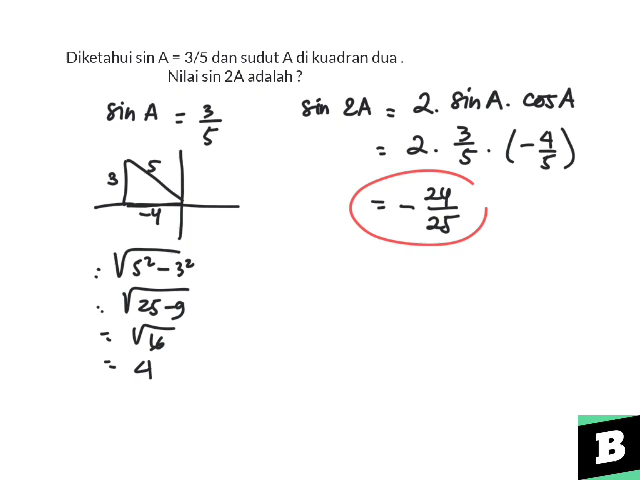 Diketahui sin A = 3/5 dan sudut A di kuadran dua .
Nilai sin 2A adalah ?
sin A = 3/5
3 5
-4
: √5² - 3²
: √25 - 9
= √16
= 4
sin 2A = 2. sin A. cos A
= 2 . 3/5 . (- 4/5)
= - 24/25
B